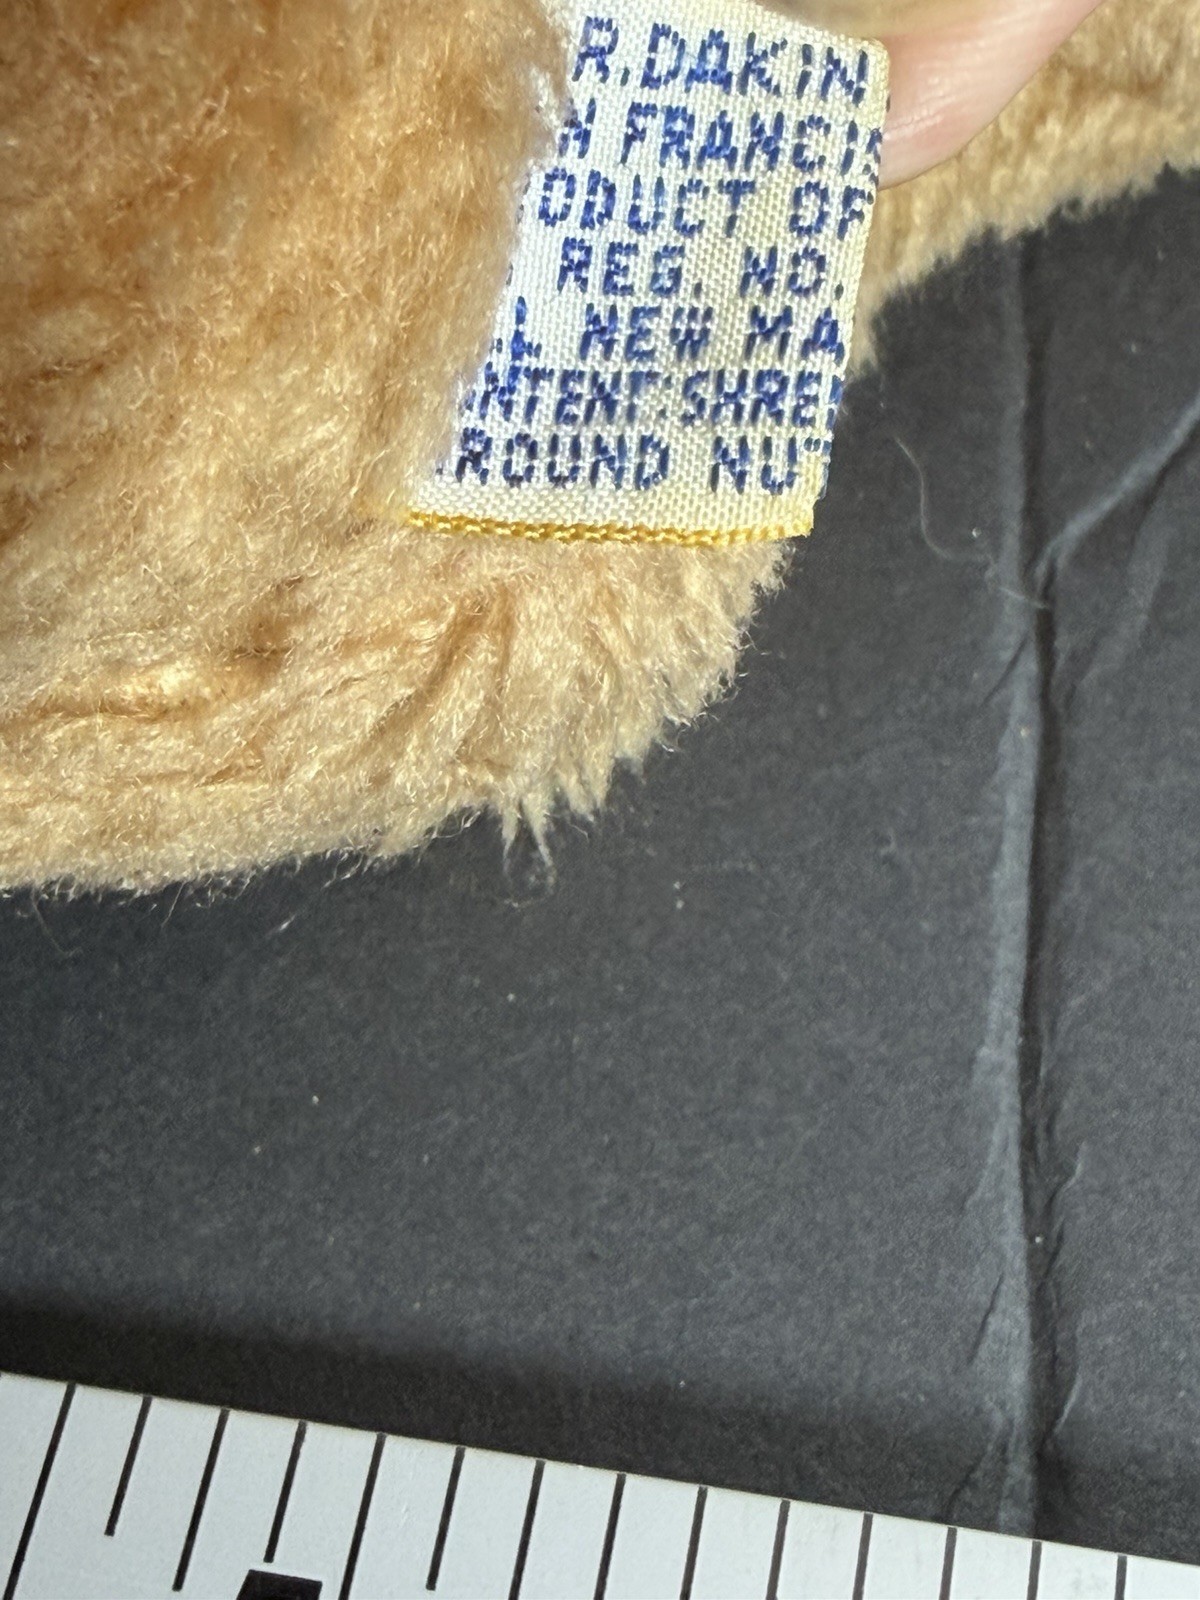 R. DAKIN
N FRANCIS
ODUCT OF
REG. NO.
L NEW MA
NTENT: SHRE
ROUND NU